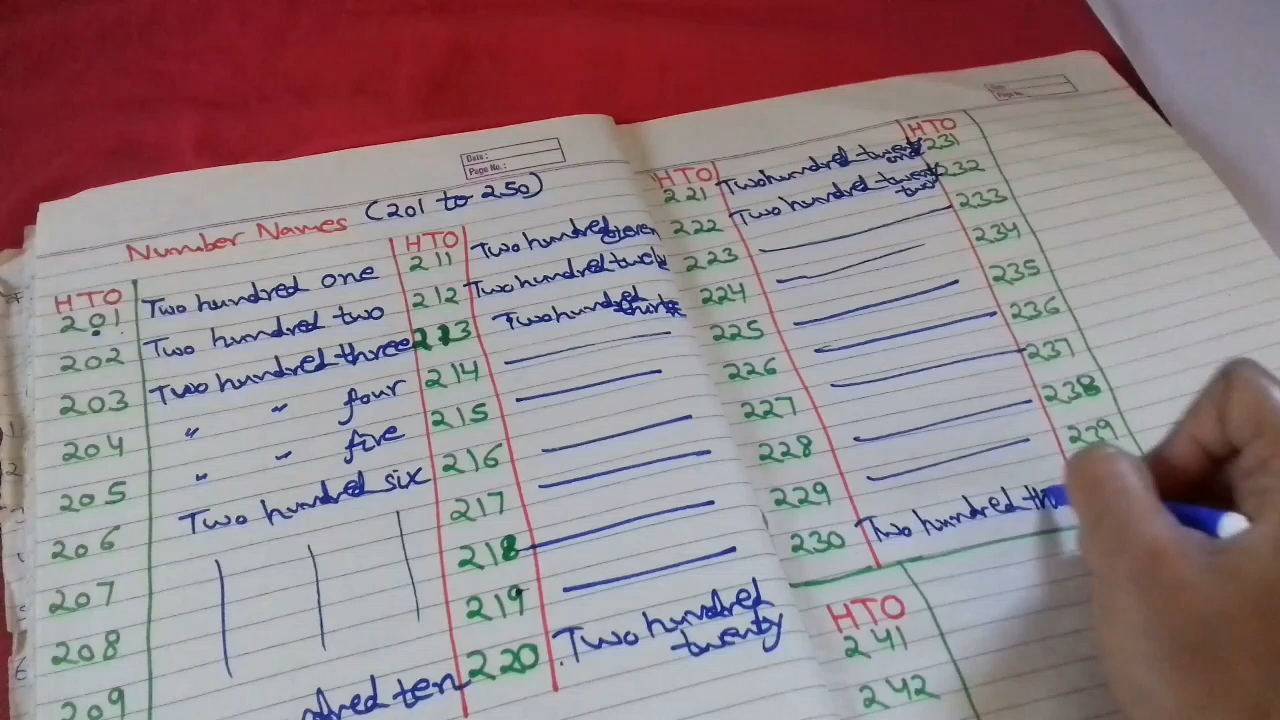 Date:
Page No.:
Number Names (201 to 250)
HTO
201 Two hundred one
202 Two hundred two
203 Two hundred three
204 " " four
205 " " five
206 Two hundred six
207
208
209
dred ten
HTO
211 Two hundred eleven
212 Two hundred
213 Two hundred
214
215
216
217
218
219
220 Two hundred
twenty
HTO
221 Two hundred-twenty
one
222 Two hundred-twenty
two
223
224
225
226
227
228
229
230 Two hundred th
HTO
231
232
233
234
235
236
237
238
239
HTO
241
242
Page No.